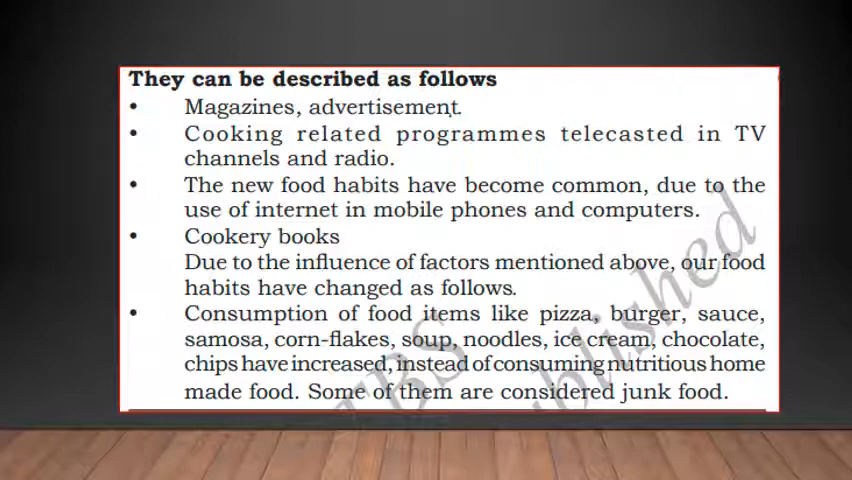 They can be described as follows
• Magazines, advertisement.
• Cooking related programmes telecasted in TV
channels and radio.
• The new food habits have become common, due to the
use of internet in mobile phones and computers.
• Cookery books
Due to the influence of factors mentioned above, our food
habits have changed as follows.
• Consumption of food items like pizza, burger, sauce,
samosa, corn-flakes, soup, noodles, ice cream, chocolate,
chips have increased, instead of consuming nutritious home
made food. Some of them are considered junk food.